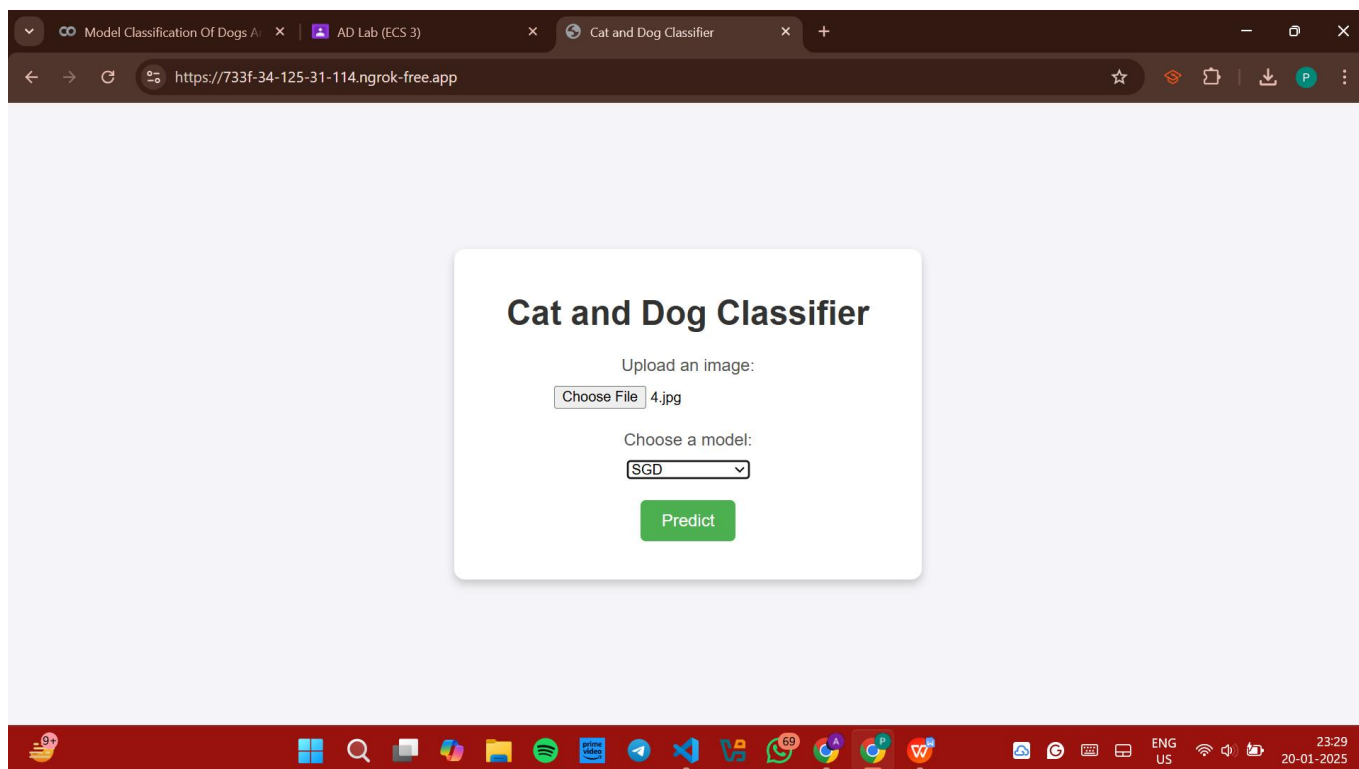 Model Classification Of Dogs A
AD Lab (ECS 3)
Cat and Dog Classifier
https://733f-34-125-31-114.ngrok-free.app
P
Cat and Dog Classifier
Upload an image:
Choose File 4.jpg
Choose a model:
SGD
Predict
9+
prime video
69
A
P
W
G
ENG
US
23:29
20-01-2025